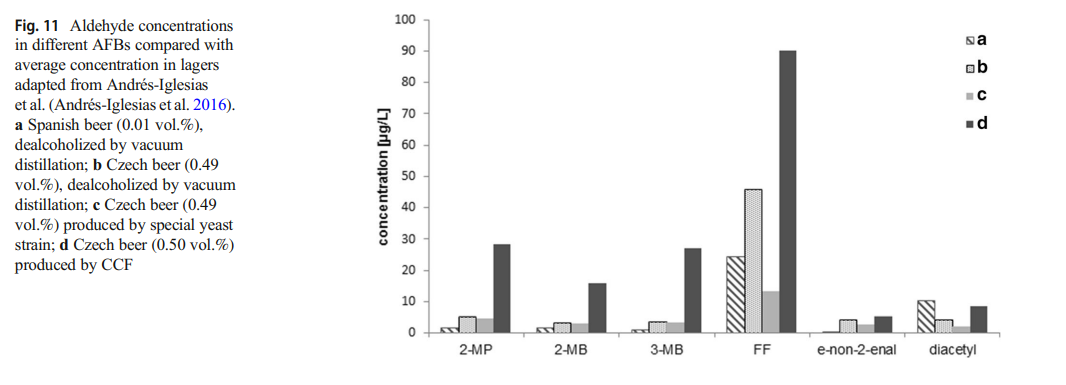 Fig. 11 Aldehyde concentrations
in different AFBs compared with
average concentration in lagers
adapted from Andrés-Iglesias
et al. (Andrés-Iglesias et al. 2016).
a Spanish beer (0.01 vol.%),
dealcoholized by vacuum
distillation; b Czech beer (0.49
vol.%), dealcoholized by vacuum
distillation; c Czech beer (0.49
vol.%) produced by special yeast
strain; d Czech beer (0.50 vol.%)
produced by CCF
concentration [µg/L]
100
90
80
70
60
50
40
30
20
10
0
2-MP 2-MB 3-MB FF e-non-2-enal diacetyl
a
b
c
d